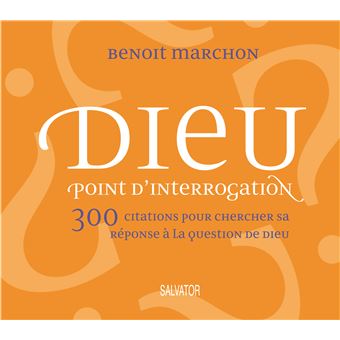 Benoit Marchon
Dieu
Point d'interrogation
300 citations pour chercher sa
réponse à la question de Dieu
SALVATOR